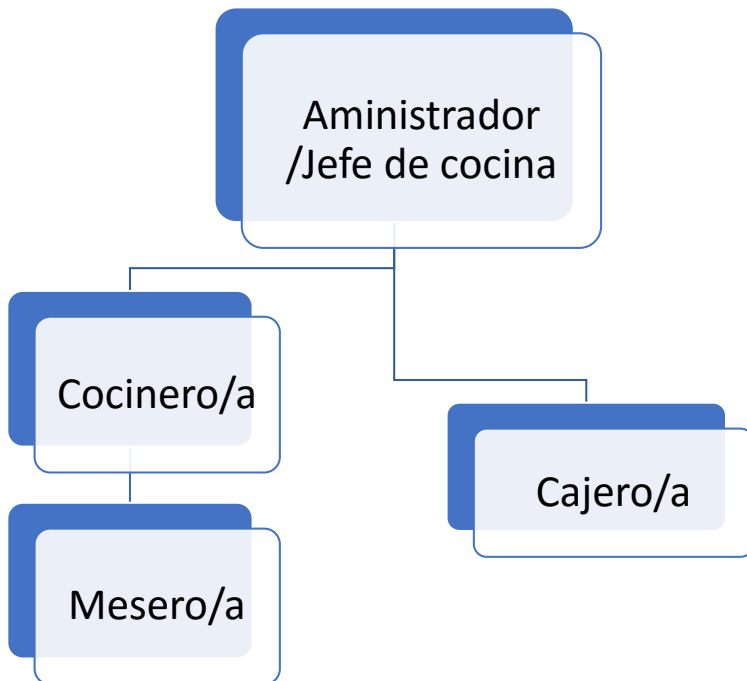 Aministrador
/Jefe de cocina
Cocinero/a
Cajero/a
Mesero/a